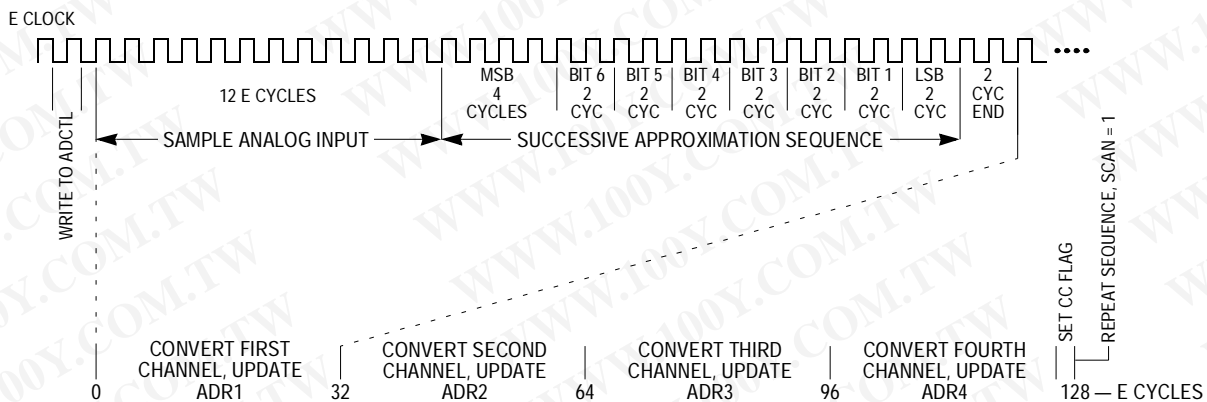 E CLOCK
MSB 4 CYCLES
BIT 6 2 CYC
BIT 5 2 CYC
BIT 4 2 CYC
BIT 3 2 CYC
BIT 2 2 CYC
BIT 1 2 CYC
LSB 2 CYC
2 CYC END
12 E CYCLES
WRITE TO ADCTL
SAMPLE ANALOG INPUT
SUCCESSIVE APPROXIMATION SEQUENCE
SET CC FLAG
REPEAT SEQUENCE, SCAN = 1
CONVERT FIRST CHANNEL, UPDATE ADR1
CONVERT SECOND CHANNEL, UPDATE ADR2
CONVERT THIRD CHANNEL, UPDATE ADR3
CONVERT FOURTH CHANNEL, UPDATE ADR4
0
32
64
96
128 — E CYCLES
WWW.100Y.COM.TW